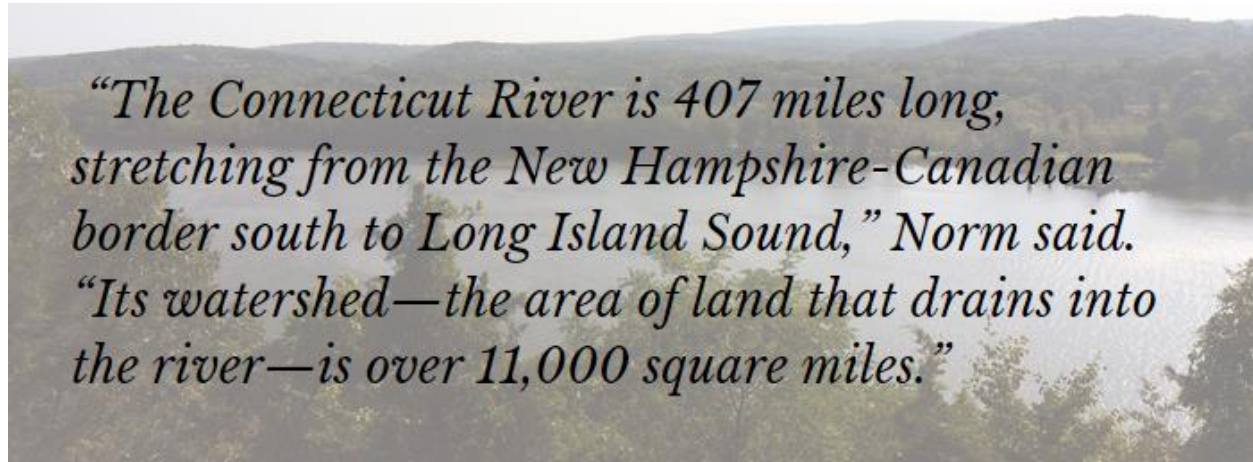 “The Connecticut River is 407 miles long,
stretching from the New Hampshire-Canadian
border south to Long Island Sound,” Norm said.
“Its watershed—the area of land that drains into
the river—is over 11,000 square miles.”